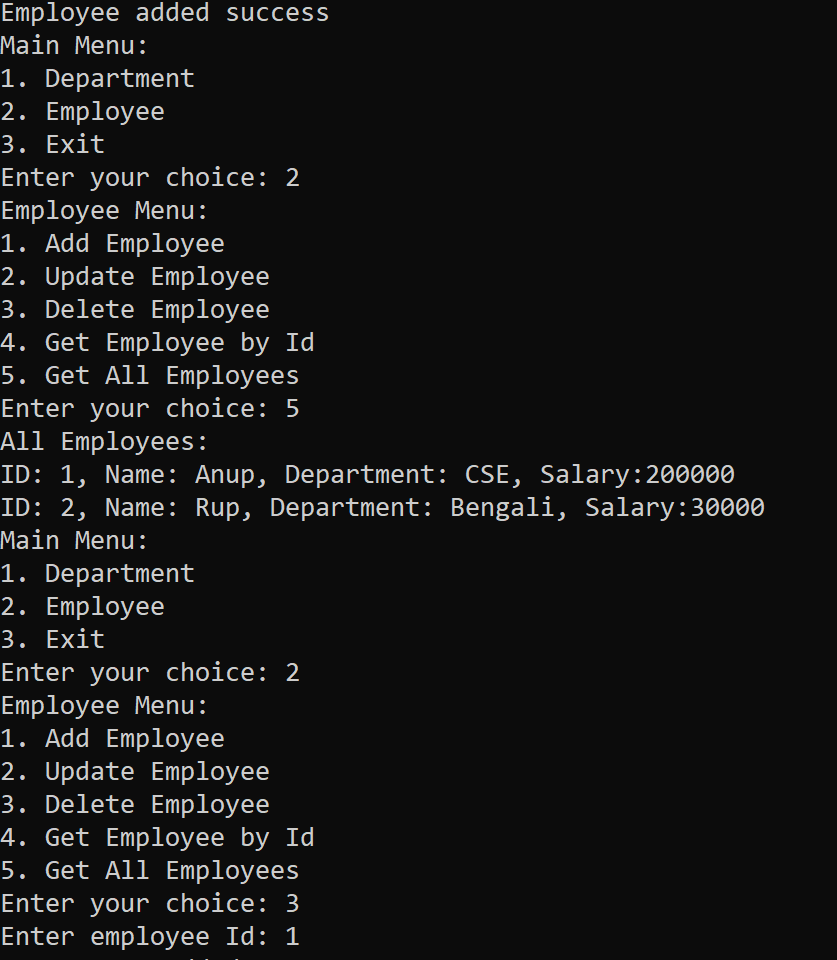 Employee added success
Main Menu:
1. Department
2. Employee
3. Exit
Enter your choice: 2
Employee Menu:
1. Add Employee
2. Update Employee
3. Delete Employee
4. Get Employee by Id
5. Get All Employees
Enter your choice: 5
All Employees:
ID: 1, Name: Anup, Department: CSE, Salary:200000
ID: 2, Name: Rup, Department: Bengali, Salary:30000
Main Menu:
1. Department
2. Employee
3. Exit
Enter your choice: 2
Employee Menu:
1. Add Employee
2. Update Employee
3. Delete Employee
4. Get Employee by Id
5. Get All Employees
Enter your choice: 3
Enter employee Id: 1